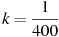 k = 1/400